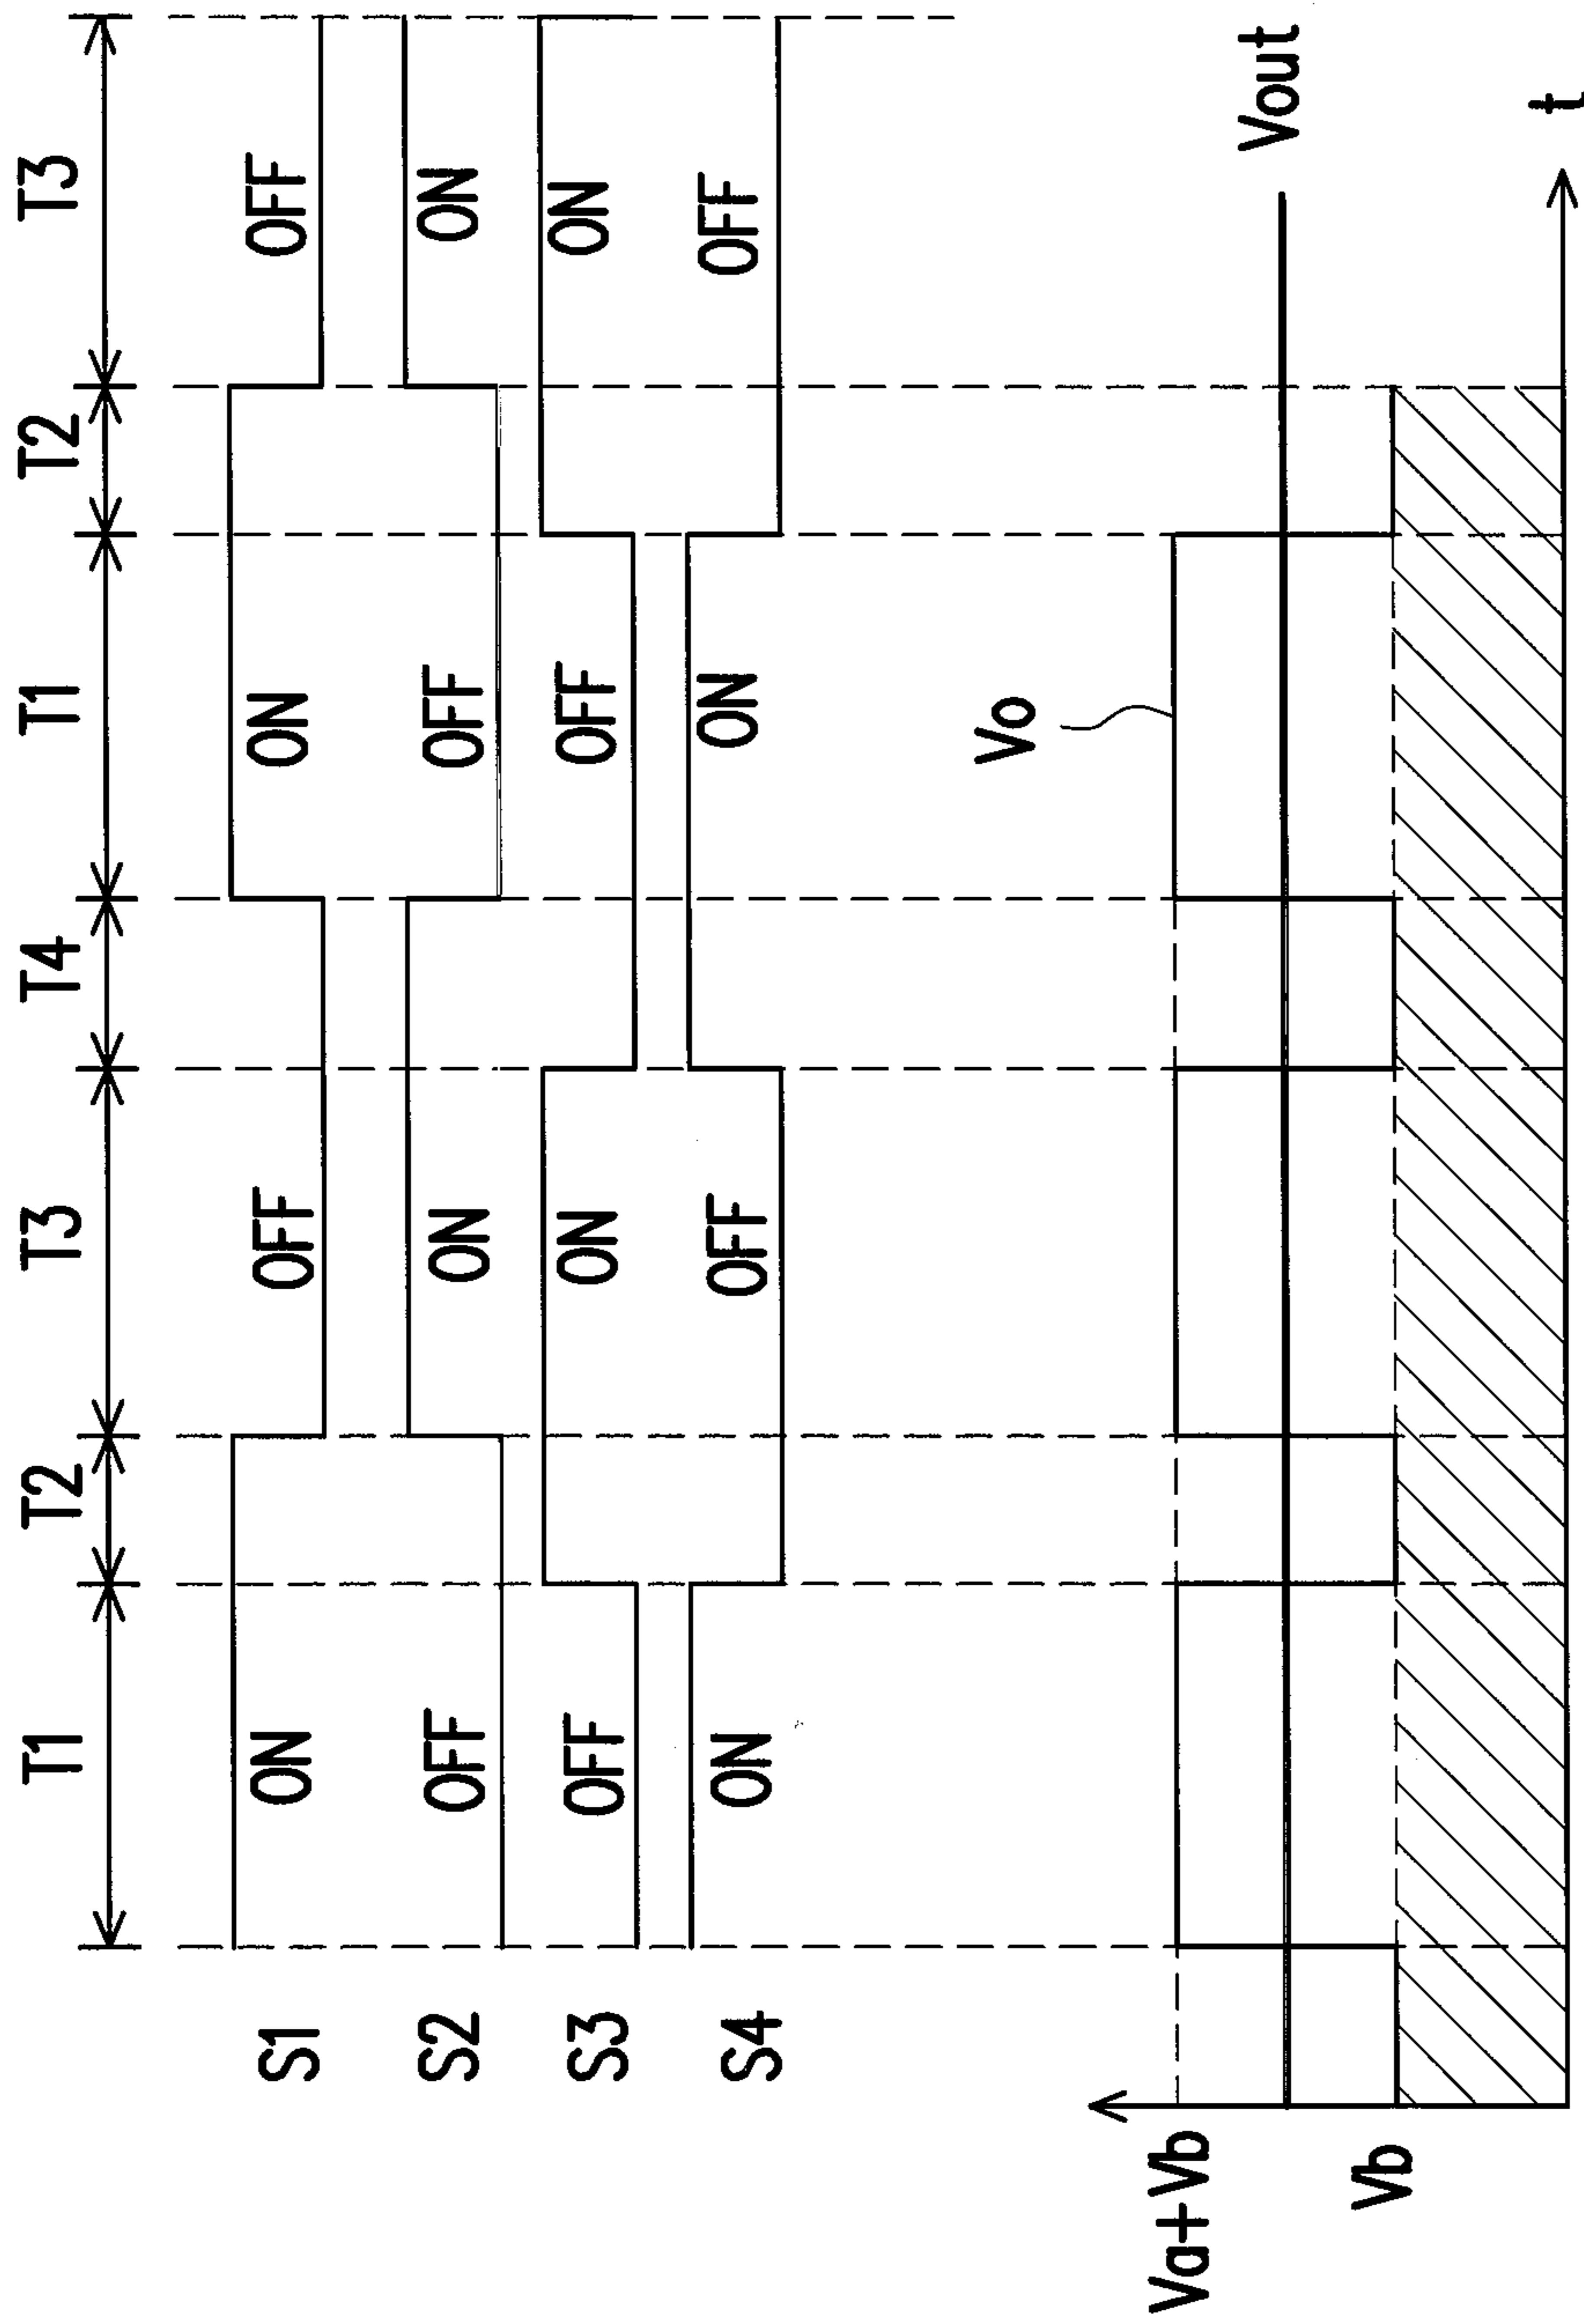 T1 T2 T3 T4 T1 T2 T3
S1 ON OFF ON OFF
S2 OFF ON OFF ON
S3 OFF ON OFF ON
S4 ON OFF ON OFF
Vo
Va+Vb
Vout
Vb
t